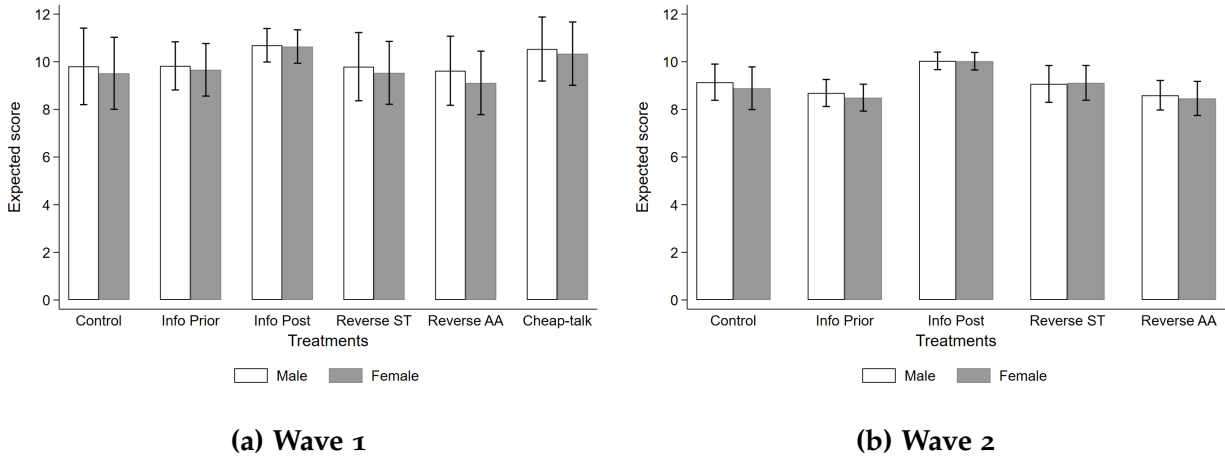 12
10
8
6
4
2
0
Expected score
Control Info Prior Info Post Reverse ST Reverse AA Cheap-talk
Treatments
Male Female
(a) Wave 1
12
10
8
6
4
2
0
Expected score
Control Info Prior Info Post Reverse ST Reverse AA
Treatments
Male Female
(b) Wave 2